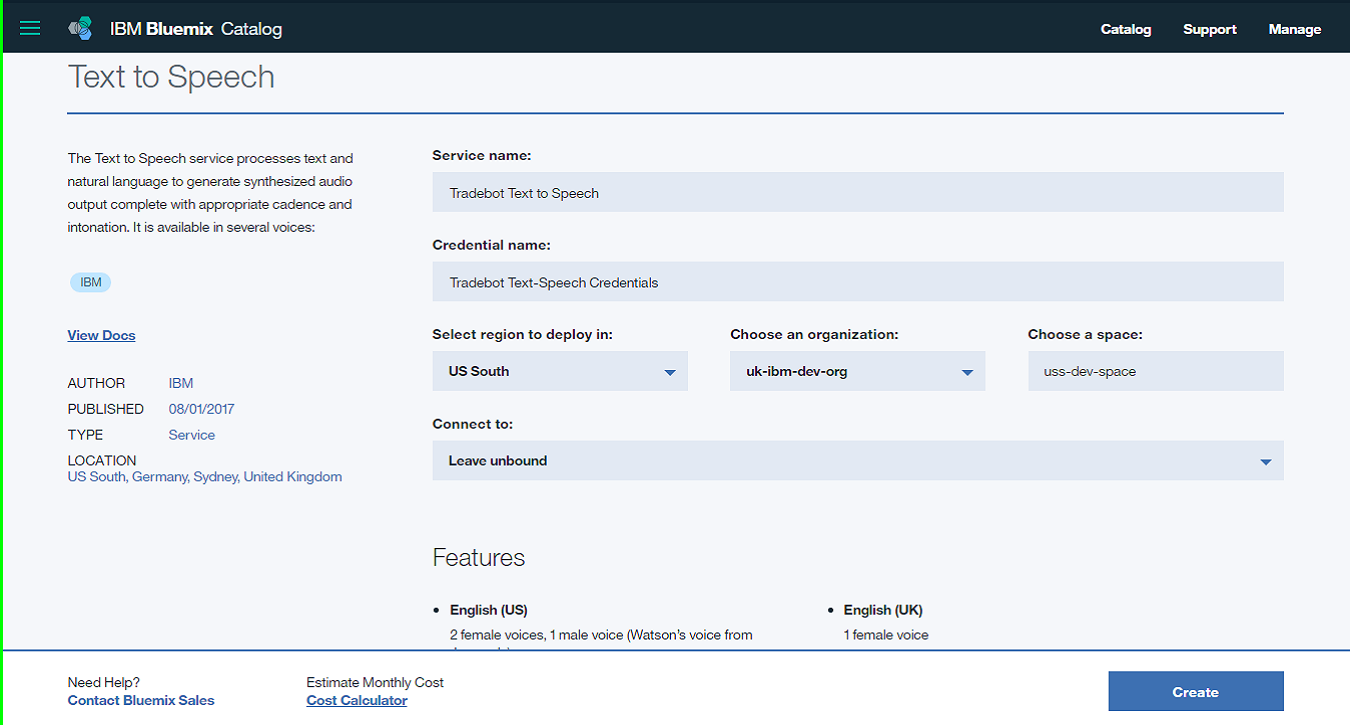 IBM Bluemix Catalog
Catalog Support Manage
Text to Speech
The Text to Speech service processes text and
natural language to generate synthesized audio
output complete with appropriate cadence and
intonation. It is available in several voices:
IBM
View Docs
AUTHOR IBM
PUBLISHED 08/01/2017
TYPE Service
LOCATION
US South, Germany, Sydney, United Kingdom
Service name:
Tradebot Text to Speech
Credential name:
Tradebot Text-Speech Credentials
Select region to deploy in: Choose an organization: Choose a space:
US South uk-ibm-dev-org uss-dev-space
Connect to:
Leave unbound
Features
• English (US) • English (UK)
2 female voices, 1 male voice (Watson's voice from 1 female voice
Need Help? Estimate Monthly Cost
Contact Bluemix Sales Cost Calculator
Create